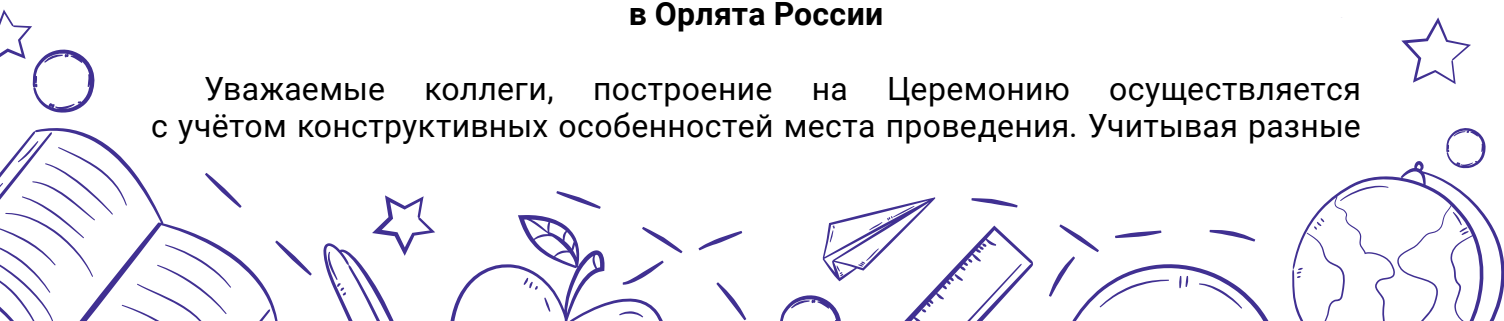 в Орлята России
Уважаемые коллеги, построение на Церемонию осуществляется
с учётом конструктивных особенностей места проведения. Учитывая разные